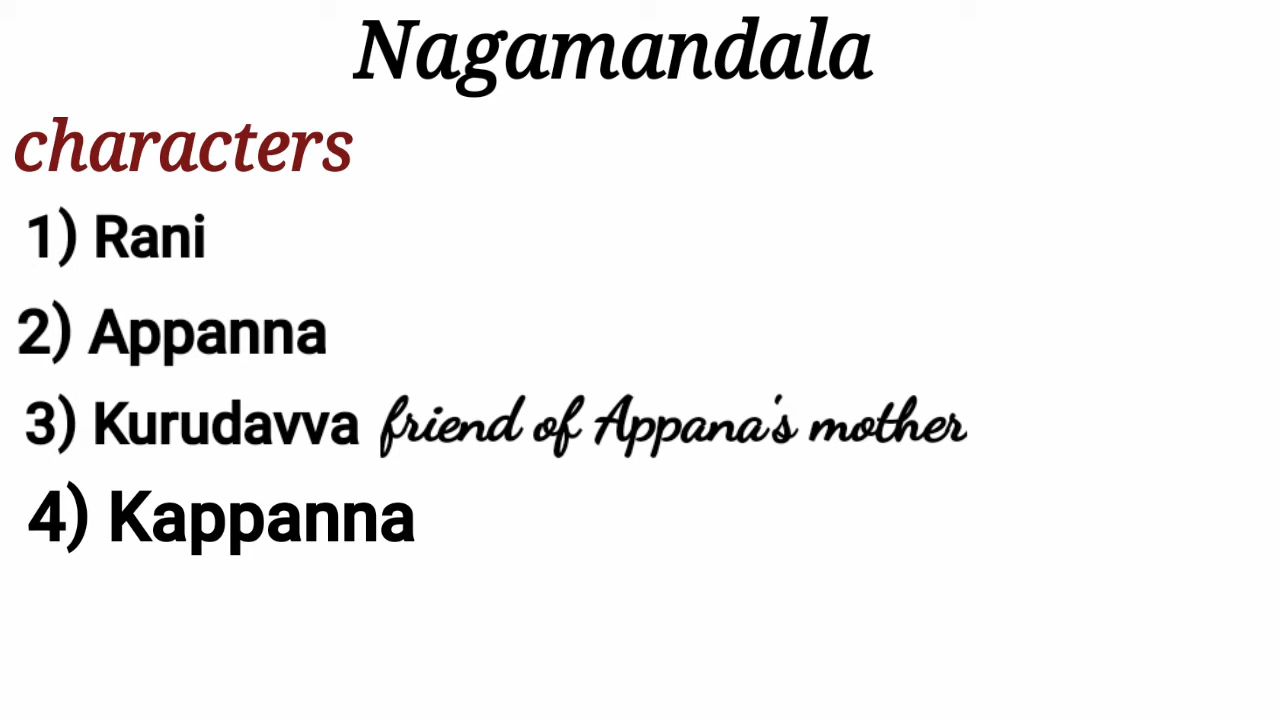 Nagamandala
characters
1) Rani
2) Appanna
3) Kurudavva friend of Appana's mother
4) Kappanna